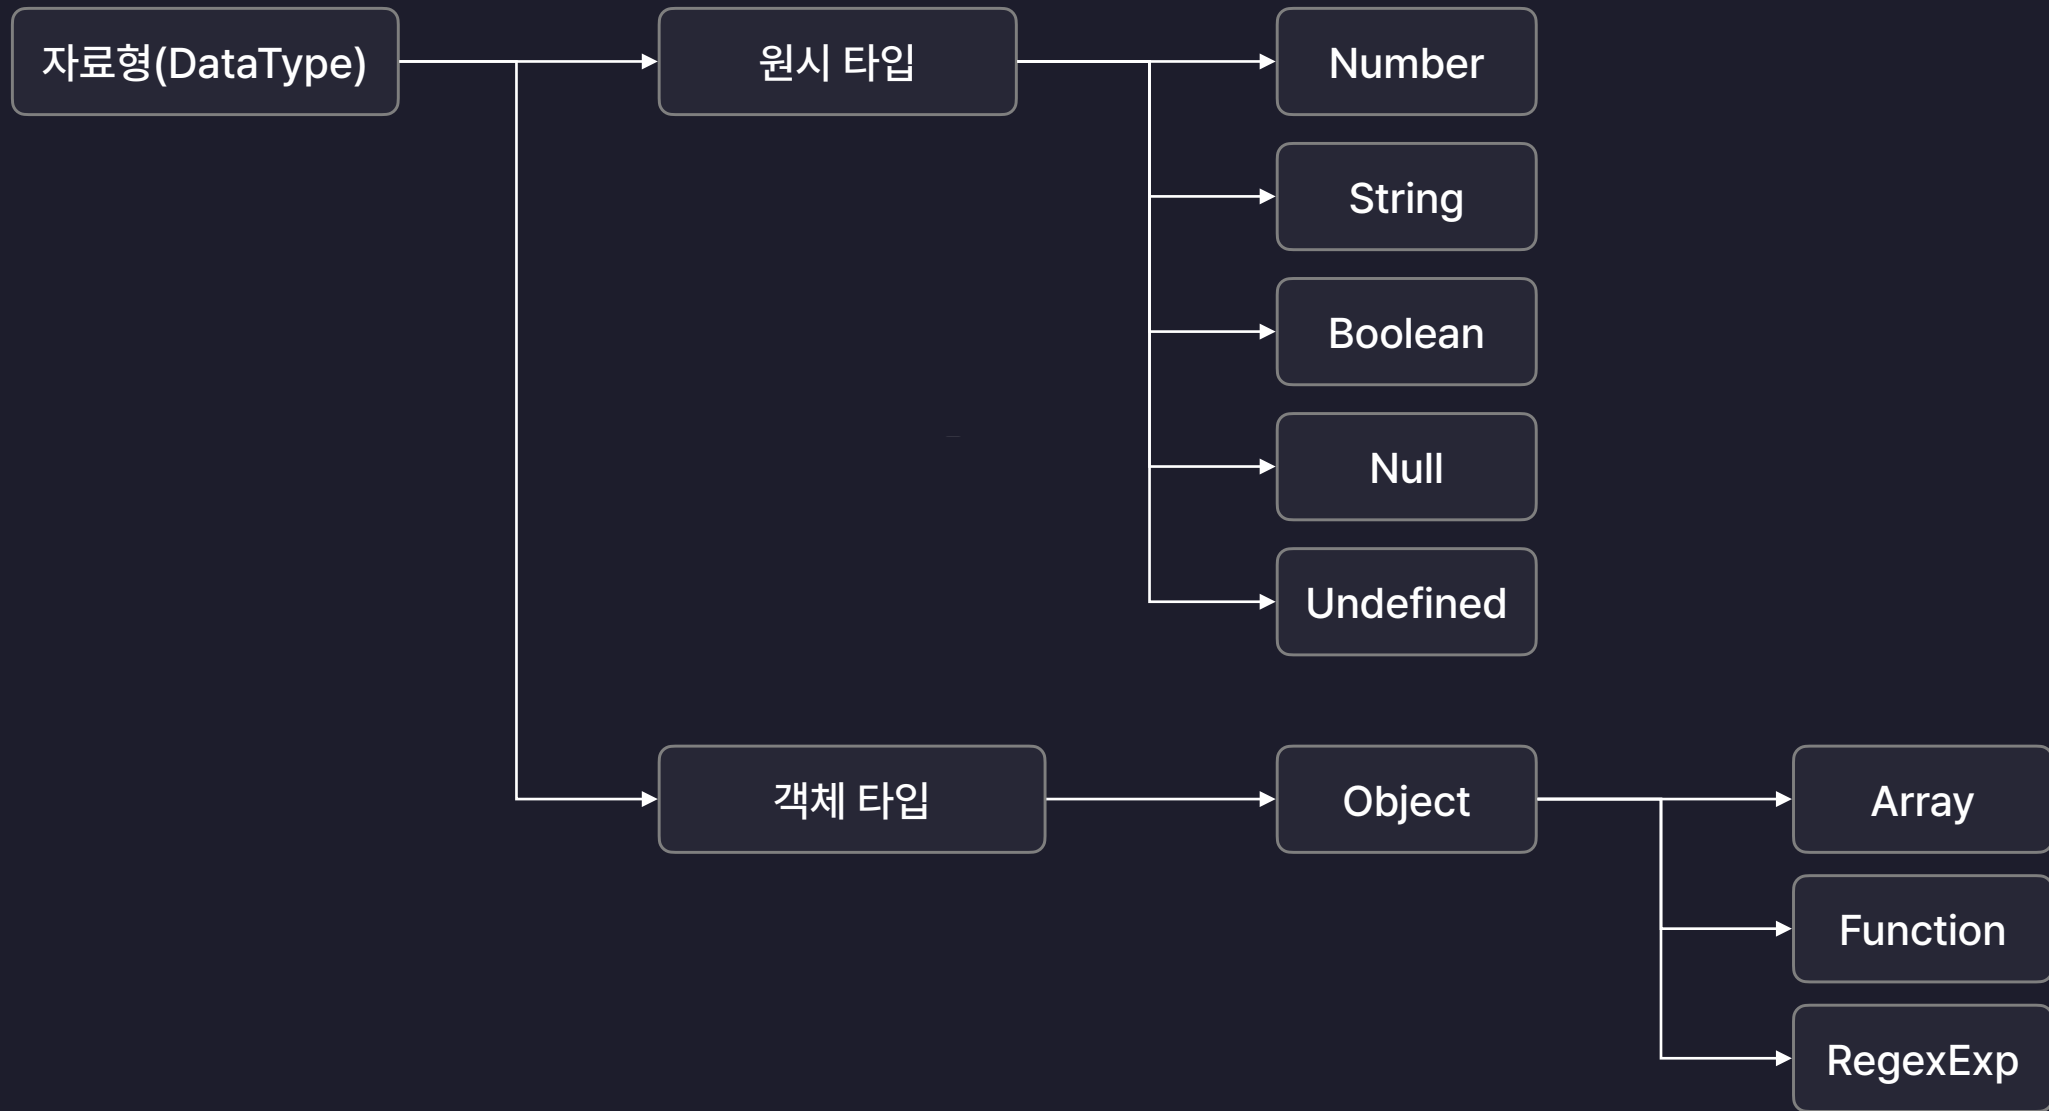 자료형(DataType)
원시 타입
Number
String
Boolean
Null
Undefined
객체 타입
Object
Array
Function
RegexExp